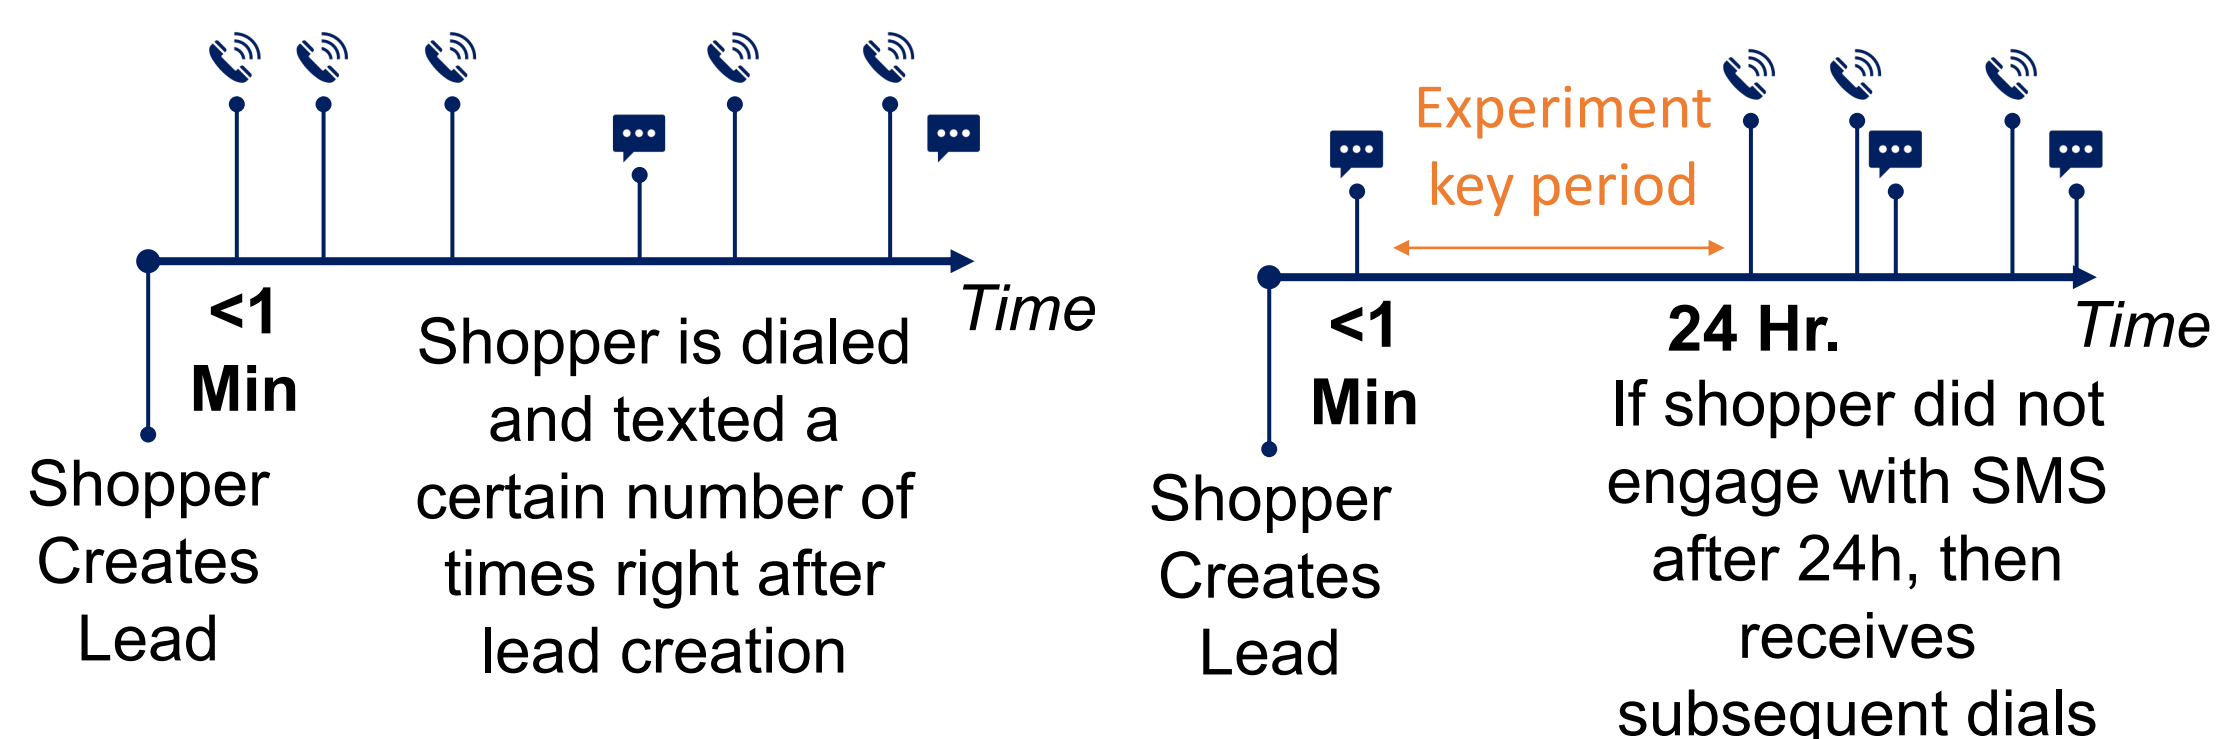 <1
Min
Shopper
Creates
Lead
Shopper is dialed
and texted a
certain number of
times right after
lead creation
Time
Experiment
key period
<1
Min
Shopper
Creates
Lead
24 Hr.
If shopper did not
engage with SMS
after 24h, then
receives
subsequent dials
Time